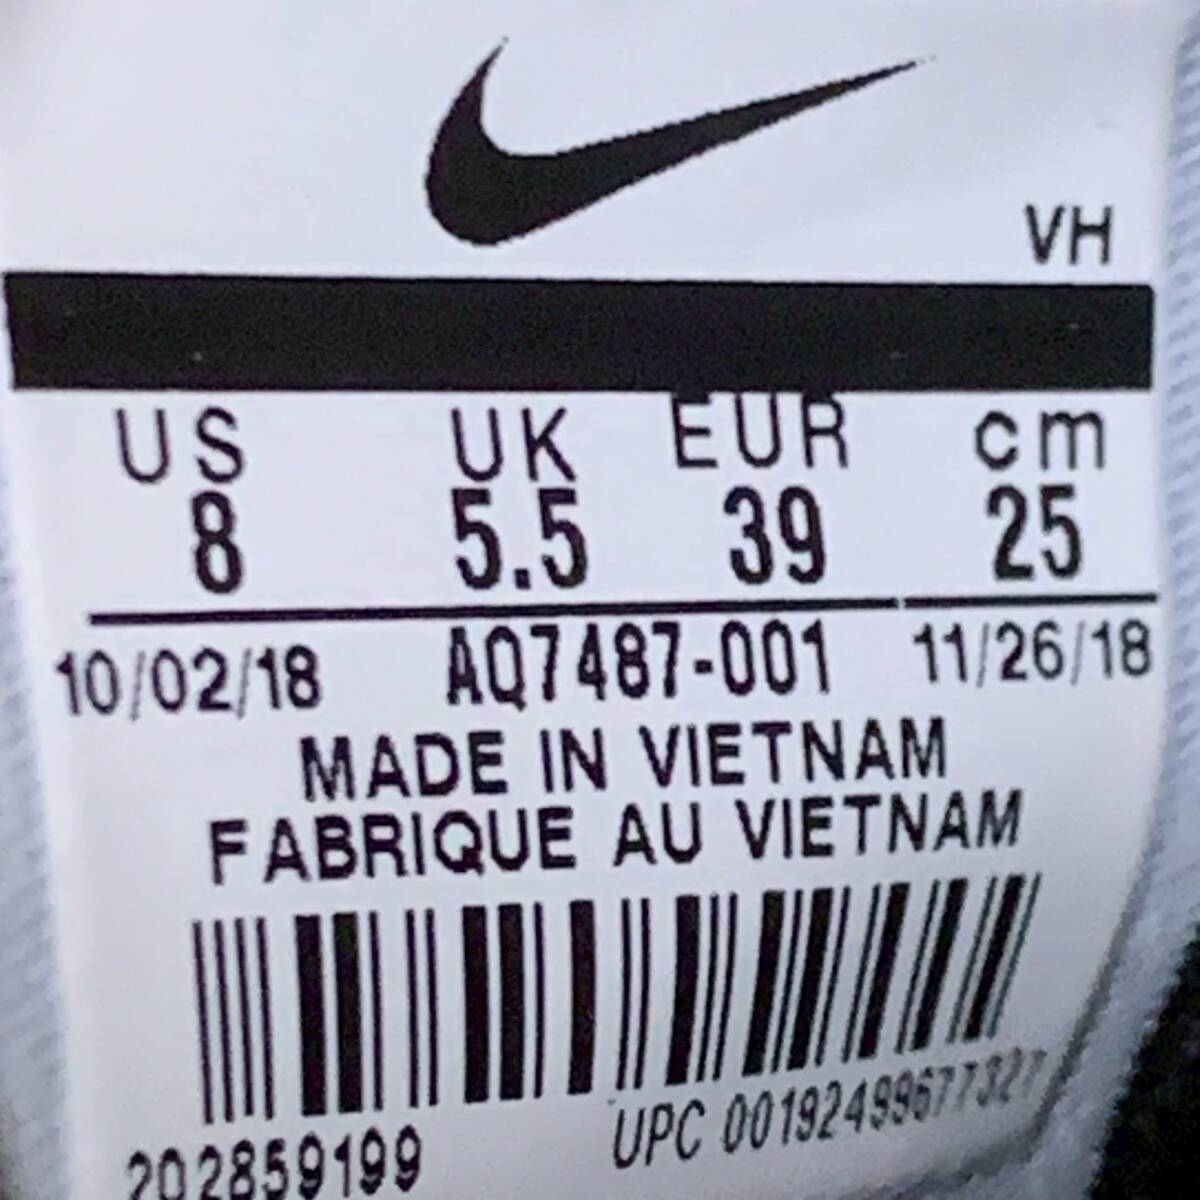 VH
US UK EUR cm
8 5.5 39 25
10/02/18 AQ7487-001 11/26/18
MADE IN VIETNAM
FABRIQUE AU VIETNAM
202859199 UPC